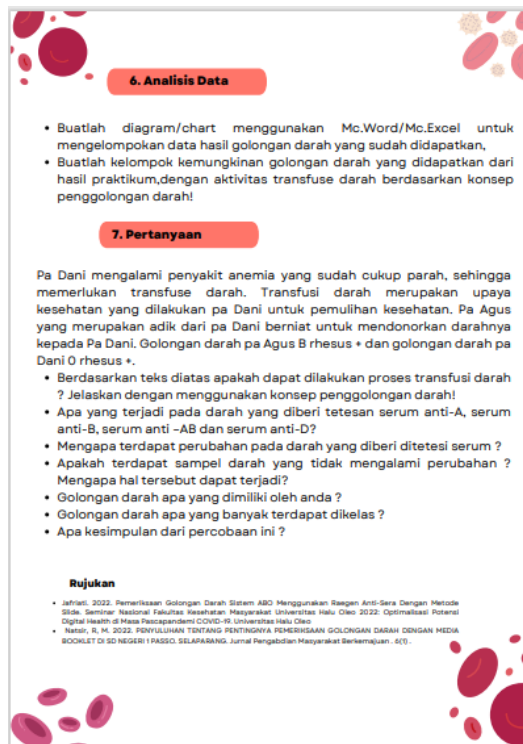 6. Analisis Data
• Buatlah diagram/chart menggunakan Mc.Word/Mc.Excel untuk
mengelompokan data hasil golongan darah yang sudah didapatkan,
• Buatlah kelompok kemungkinan golongan darah yang didapatkan dari
hasil praktikum,dengan aktivitas transfuse darah berdasarkan konsep
penggolongan darah!
7. Pertanyaan
Pa Dani mengalami penyakit anemia yang sudah cukup parah, sehingga
memerlukan transfuse darah. Transfusi darah merupakan upaya
kesehatan yang dilakukan pa Dani untuk pemulihan kesehatan. Pa Agus
yang merupakan adik dari pa Dani berniat untuk mendonorkan darahnya
kepada Pa Dani. Golongan darah pa Agus B rhesus + dan golongan darah pa
Dani O rhesus +.
• Berdasarkan teks diatas apakah dapat dilakukan proses transfusi darah
? Jelaskan dengan menggunakan konsep penggolongan darah!
• Apa yang terjadi pada darah yang diberi tetesan serum anti-A, serum
anti-B, serum anti –AB dan serum anti-D?
• Mengapa terdapat perubahan pada darah yang diberi ditetesi serum ?
• Apakah terdapat sampel darah yang tidak mengalami perubahan ?
Mengapa hal tersebut dapat terjadi?
• Golongan darah apa yang dimiliki oleh anda ?
• Golongan darah apa yang banyak terdapat dikelas ?
• Apa kesimpulan dari percobaan ini ?
Rujukan
• Jafriati. 2022. Pemeriksaan Golongan Darah Sistem ABO Menggunakan Raegen Anti-Sera Dengan Metode
Slide. Seminar Nasional Fakultas Kesehatan Masyarakat Universitas Halu Oleo 2022: Optimalisasi Potensi
Digital Health di Masa Pascapandemi COVID-19. Universitas Halu Oleo
• Natsir, R, M. 2022. PENYULUHAN TENTANG PENTINGNYA PEMERIKSAAN GOLONGAN DARAH DENGAN MEDIA
BOOKLET DI SD NEGERI 1 PASSO. SELAPARANG. Jurnal Pengabdian Masyarakat Berkemajuan . 6(1) .